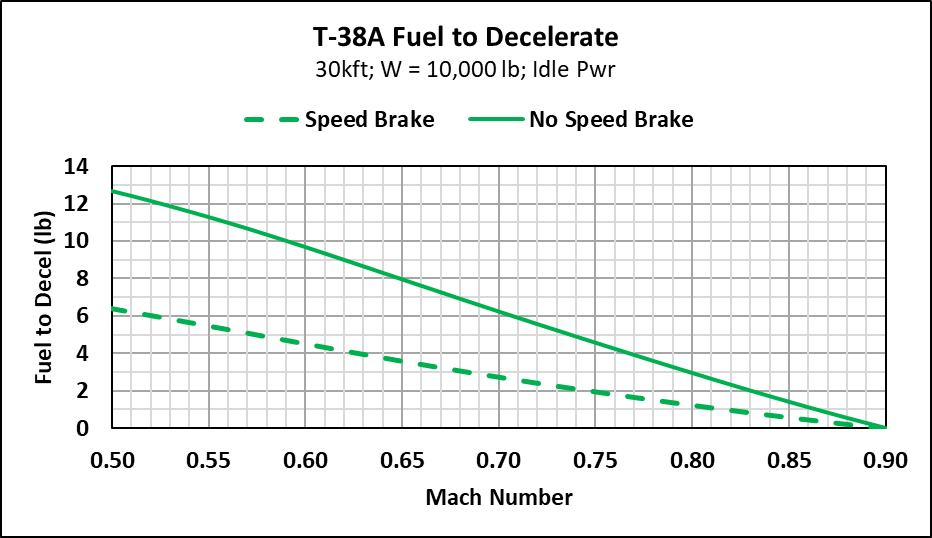 T-38A Fuel to Decelerate
30kft; W = 10,000 lb; Idle Pwr
Speed Brake No Speed Brake
14
12
10
8
6
4
2
0
Fuel to Decel (lb)
0.50 0.55 0.60 0.65 0.70 0.75 0.80 0.85 0.90
Mach Number